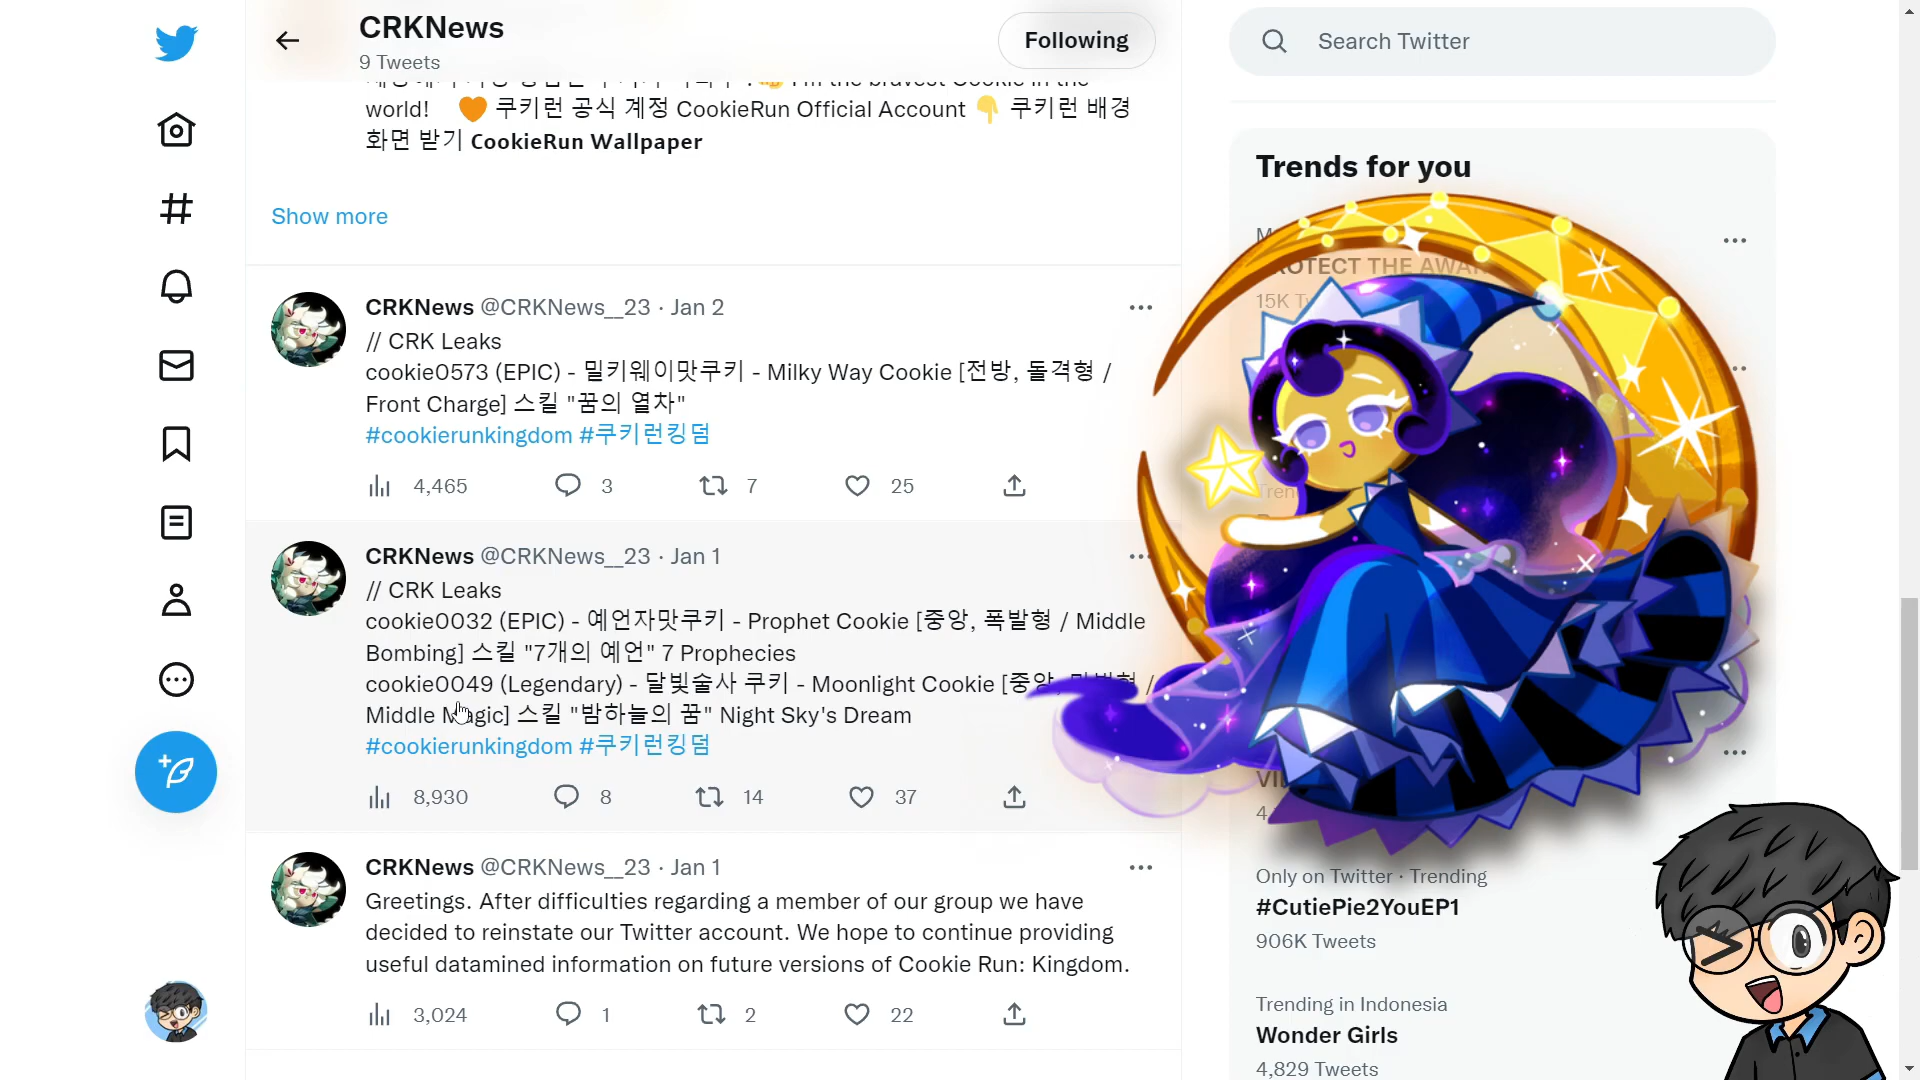 CRKNews
9 Tweets
Following
Search Twitter
I'm the bravest Cookie in the
world! 🧡 쿠키런 공식 계정 CookieRun Official Account 👇 쿠키런 배경
화면 받기 CookieRun Wallpaper
Show more
CRKNews @CRKNews__23 · Jan 2
// CRK Leaks
cookie0573 (EPIC) - 밀키웨이맛쿠키 - Milky Way Cookie [전방, 돌격형 /
Front Charge] 스킬 "꿈의 열차"
#cookierunkingdom #쿠키런킹덤
4,465 3 7 25
CRKNews @CRKNews__23 · Jan 1
// CRK Leaks
cookie0032 (EPIC) - 예언자맛쿠키 - Prophet Cookie [중앙, 폭발형 / Middle
Bombing] 스킬 "7개의 예언" 7 Prophecies
cookie0049 (Legendary) - 달빛술사 쿠키 - Moonlight Cookie [중앙, /
Middle Magic] 스킬 "밤하늘의 꿈" Night Sky's Dream
#cookierunkingdom #쿠키런킹덤
8,930 8 14 37
CRKNews @CRKNews__23 · Jan 1
Greetings. After difficulties regarding a member of our group we have
decided to reinstate our Twitter account. We hope to continue providing
useful datamined information on future versions of Cookie Run: Kingdom.
3,024 1 2 22
Trends for you
PROTECT THE
15K
Only on Twitter · Trending
#CutiePie2YouEP1
906K Tweets
Trending in Indonesia
Wonder Girls
4,829 Tweets